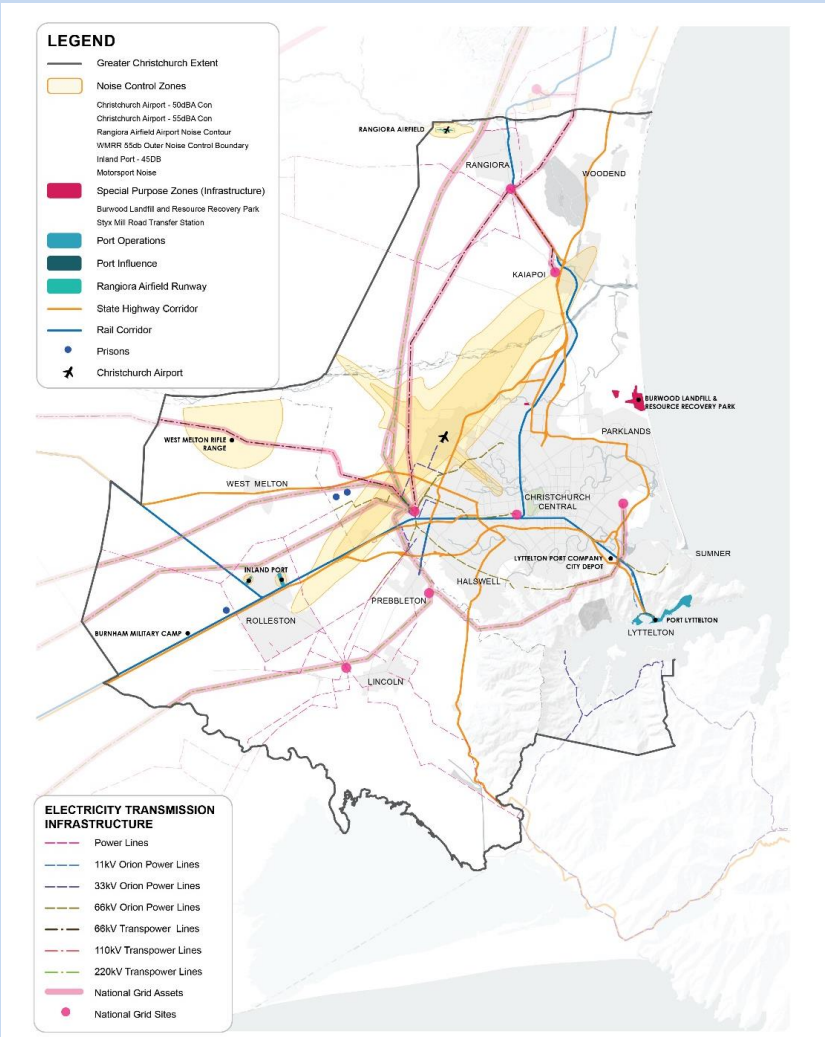 LEGEND
Greater Christchurch Extent
Noise Control Zones
Christchurch Airport - 50dBA Con
Christchurch Airport - 55dBA Con
Rangiora Airfield Airport Noise Contour
WMRR 55db Outer Noise Control Boundary
Inland Port - 45DB
Motorsport Noise
Special Purpose Zones (Infrastructure)
Burwood Landfill and Resource Recovery Park
Styx Mill Road Transfer Station
Port Operations
Port Influence
Rangiora Airfield Runway
State Highway Corridor
Rail Corridor
Prisons
Christchurch Airport
RANGIORA AIRFIELD
RANGIORA
WOODEND
KAIAPOI
BURWOOD LANDFILL &
RESOURCE RECOVERY PARK
PARKLANDS
WEST MELTON RIFLE
RANGE
WEST MELTON
CHRISTCHURCH
CENTRAL
LYTTELTON PORT COMPANY
CITY DEPOT
SUMNER
INLAND PORT
HALSWELL
PREBBLETON
ROLLESTON
BURNHAM MILITARY CAMP
PORT LYTTELTON
LYTTELTON
LINCOLN
ELECTRICITY TRANSMISSION
INFRASTRUCTURE
Power Lines
11kV Orion Power Lines
33kV Orion Power Lines
66kV Orion Power Lines
66kV Transpower Lines
110kV Transpower Lines
220kV Transpower Lines
National Grid Assets
National Grid Sites